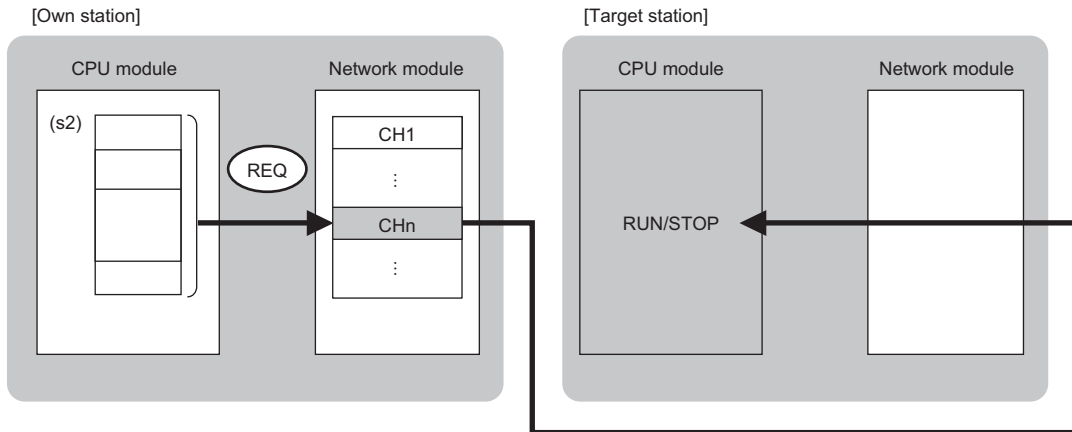 [Own station]
[Target station]
CPU module
Network module
CPU module
Network module
(s2)
CH1
REQ
⋮
CHn
RUN/STOP
⋮